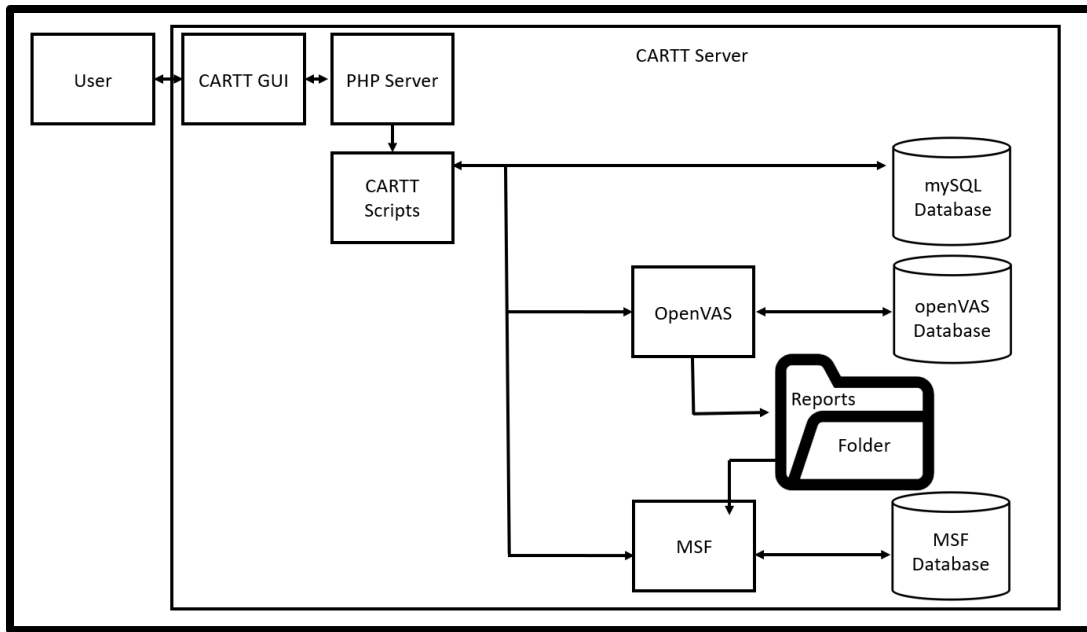 CARTT Server
User
CARTT GUI
PHP Server
CARTT
Scripts
mySQL
Database
OpenVAS
openVAS
Database
Reports
Folder
MSF
MSF
Database